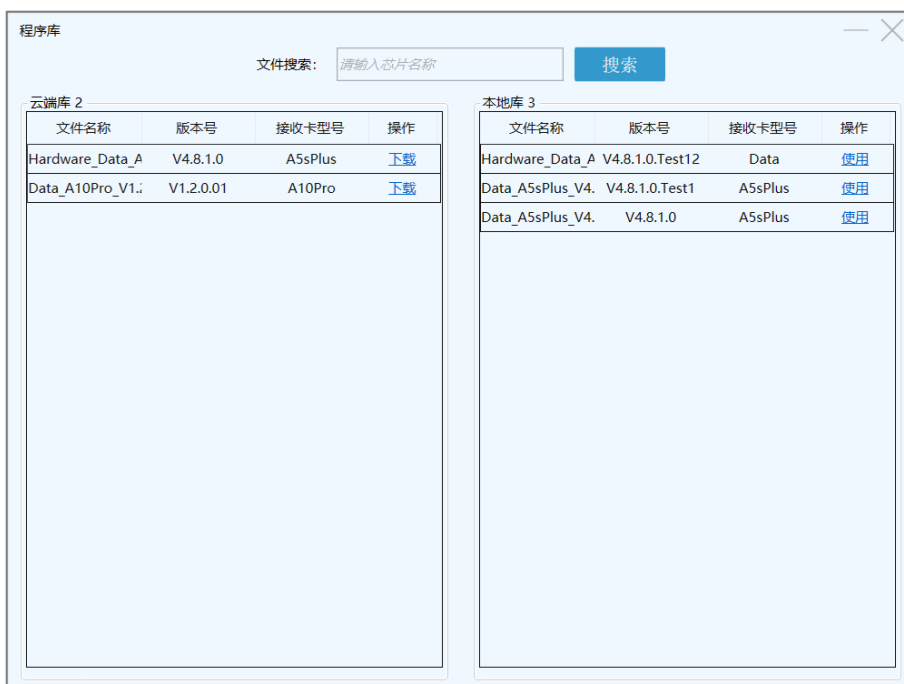 程序库
文件搜索： 请输入芯片名称 搜索
云端库 2
文件名称 版本号 接收卡型号 操作
Hardware_Data_A V4.8.1.0 A5sPlus 下载
Data_A10Pro_V1.2 V1.2.0.01 A10Pro 下载
本地库 3
文件名称 版本号 接收卡型号 操作
Hardware_Data_A V4.8.1.0.Test12 Data 使用
Data_A5sPlus_V4. V4.8.1.0.Test1 A5sPlus 使用
Data_A5sPlus_V4. V4.8.1.0 A5sPlus 使用